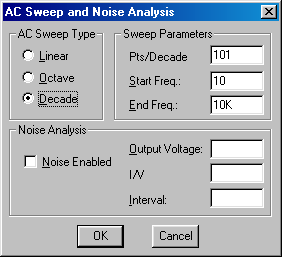 AC Sweep and Noise Analysis
AC Sweep Type
Linear
Octave
Decade
Sweep Parameters
Pts/Decade 101
Start Freq.: 10
End Freq.: 10K
Noise Analysis
Noise Enabled
Output Voltage:
I/V
Interval:
OK Cancel